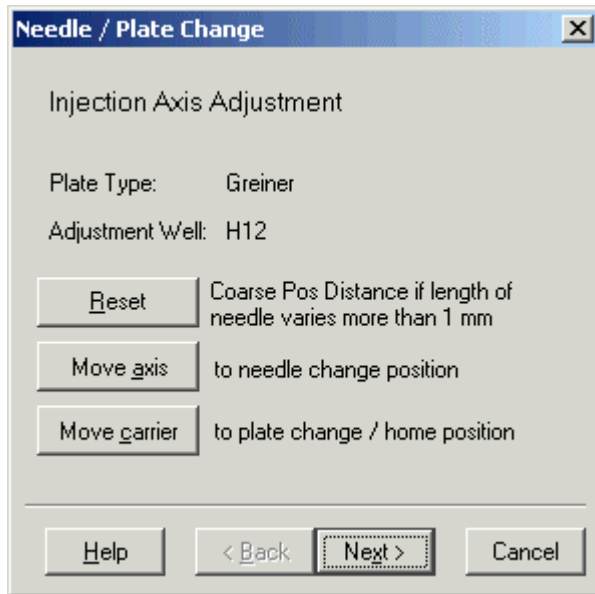 Needle / Plate Change
Injection Axis Adjustment
Plate Type: Greiner
Adjustment Well: H12
Reset Coarse Pos Distance if length of
needle varies more than 1 mm
Move axis to needle change position
Move carrier to plate change / home position
Help < Back Next > Cancel